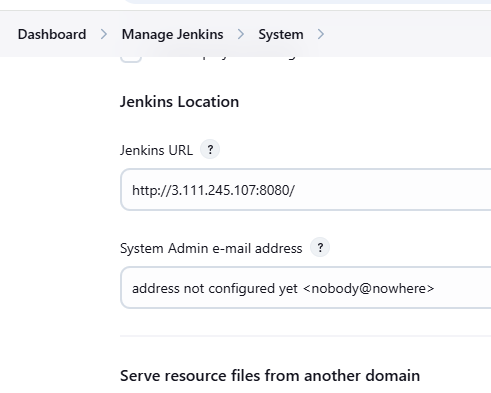 Dashboard > Manage Jenkins > System >
Jenkins Location
Jenkins URL ?
http://3.111.245.107:8080/
System Admin e-mail address ?
address not configured yet <nobody@nowhere>
Serve resource files from another domain